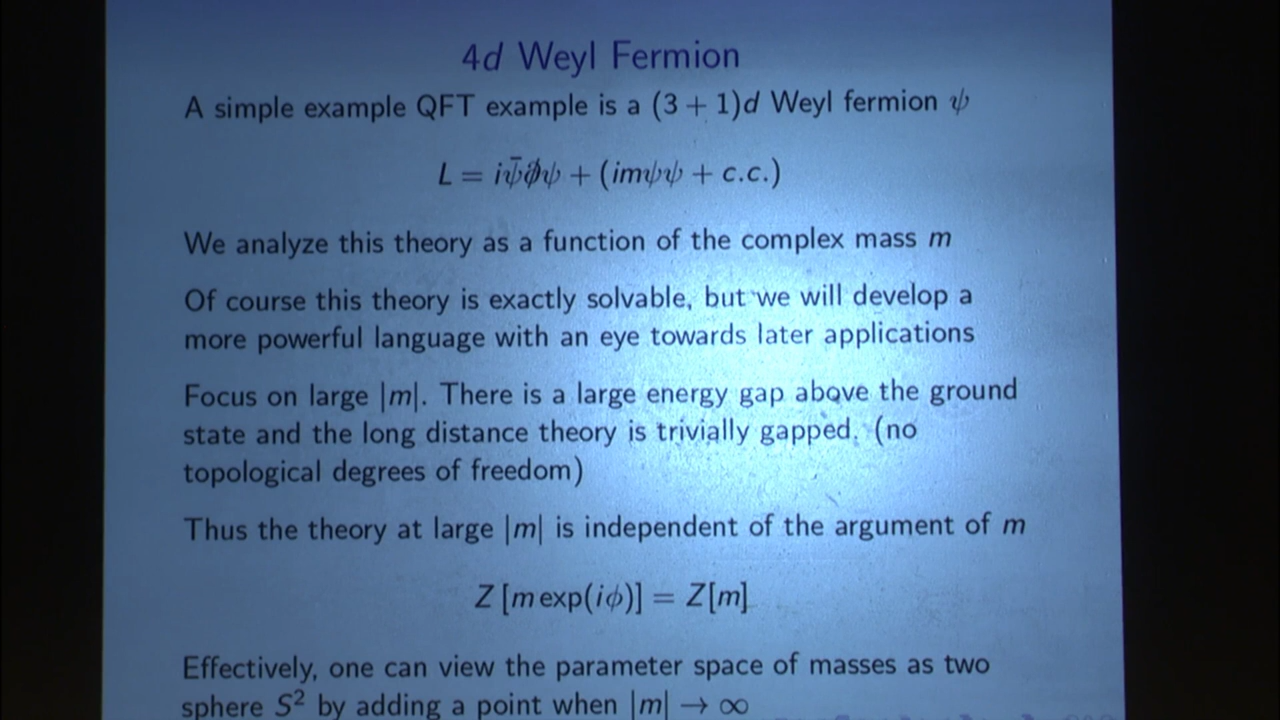 4d Weyl Fermion
A simple example QFT example is a (3 + 1)d Weyl fermion ψ
L = iψ̄∂̸ψ + (imψψ + c.c.)
We analyze this theory as a function of the complex mass m
Of course this theory is exactly solvable, but we will develop a
more powerful language with an eye towards later applications
Focus on large |m|. There is a large energy gap above the ground
state and the long distance theory is trivially gapped. (no
topological degrees of freedom)
Thus the theory at large |m| is independent of the argument of m
Z [m exp(iϕ)] = Z[m]
Effectively, one can view the parameter space of masses as two
sphere S² by adding a point when |m| → ∞